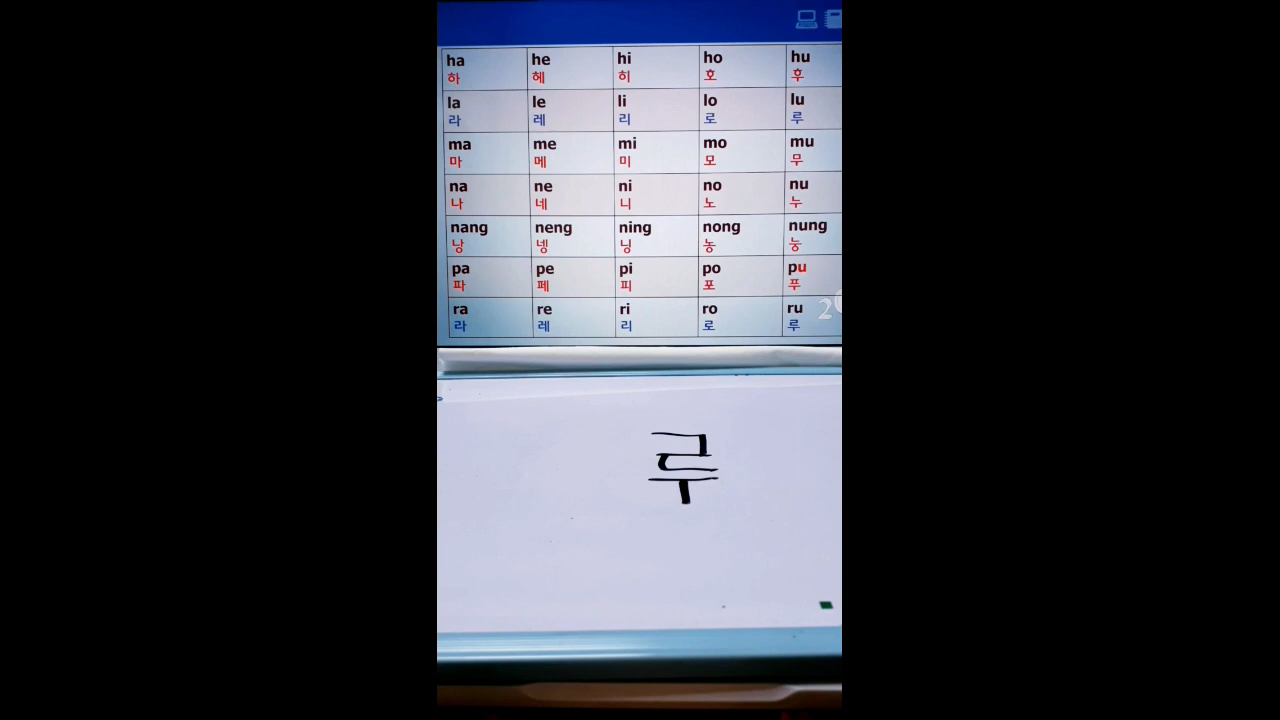 ha he hi ho hu
하 헤 히 호 후
la le li lo lu
라 레 리 로 루
ma me mi mo mu
마 메 미 모 무
na ne ni no nu
나 네 니 노 누
nang neng ning nong nung
낭 넹 닝 농 눙
pa pe pi po pu
파 페 피 포 푸
ra re ri ro ru
라 레 리 로 루
루